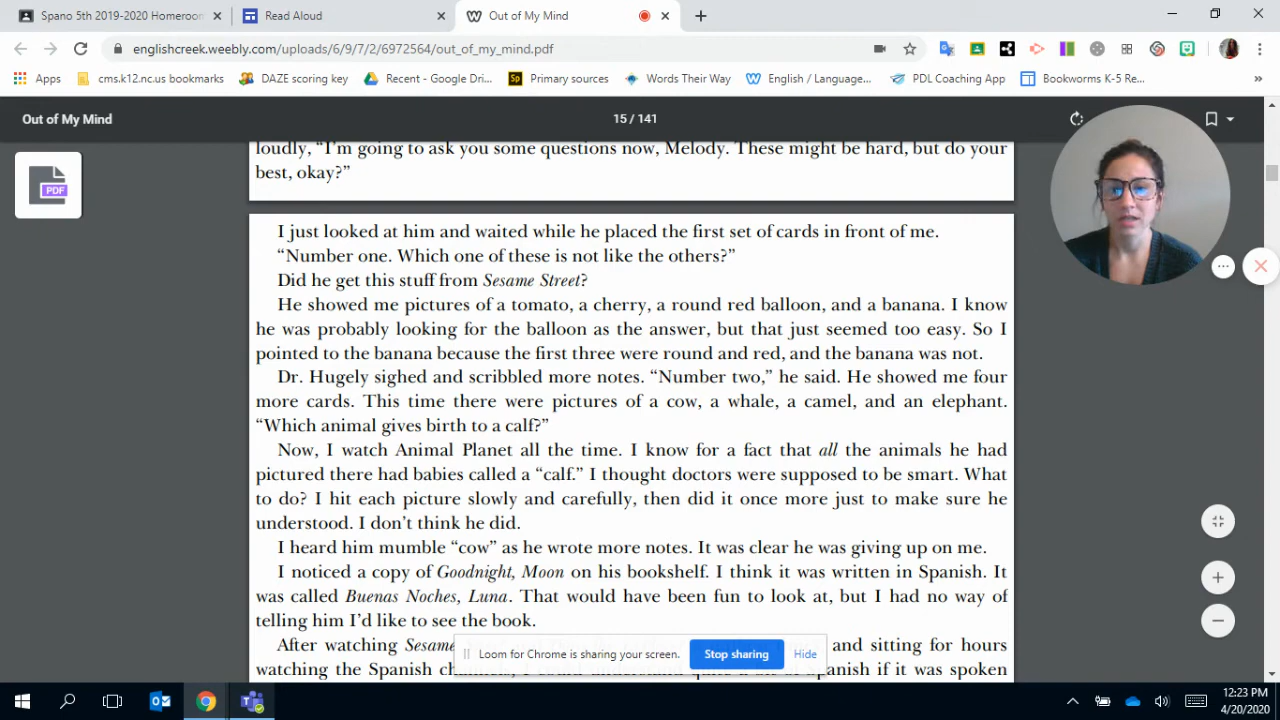 Spano 5th 2019-2020 Homeroom
Read Aloud
Out of My Mind
englishcreek.weebly.com/uploads/6/9/7/2/6972564/out_of_my_mind.pdf
Apps
cms.k12.nc.us bookmarks
DAZE scoring key
Recent - Google Dri...
Sp
Primary sources
Words Their Way
English / Language...
PDL Coaching App
Bookworms K-5 Re...
»
Out of My Mind
15 / 141
PDF
loudly, “I’m going to ask you some questions now, Melody. These might be hard, but do your
best, okay?”
I just looked at him and waited while he placed the first set of cards in front of me.
“Number one. Which one of these is not like the others?”
Did he get this stuff from Sesame Street?
He showed me pictures of a tomato, a cherry, a round red balloon, and a banana. I know
he was probably looking for the balloon as the answer, but that just seemed too easy. So I
pointed to the banana because the first three were round and red, and the banana was not.
Dr. Hugely sighed and scribbled more notes. “Number two,” he said. He showed me four
more cards. This time there were pictures of a cow, a whale, a camel, and an elephant.
“Which animal gives birth to a calf?”
Now, I watch Animal Planet all the time. I know for a fact that all the animals he had
pictured there had babies called a “calf.” I thought doctors were supposed to be smart. What
to do? I hit each picture slowly and carefully, then did it once more just to make sure he
understood. I don’t think he did.
I heard him mumble “cow” as he wrote more notes. It was clear he was giving up on me.
I noticed a copy of Goodnight, Moon on his bookshelf. I think it was written in Spanish. It
was called Buenas Noches, Luna. That would have been fun to look at, but I had no way of
telling him I’d like to see the book.
After watching Sesame and sitting for hours
watching the Spanish quite a bit of Spanish if it was spoken
Loom for Chrome is sharing your screen.
Stop sharing
Hide
12:23 PM
4/20/2020